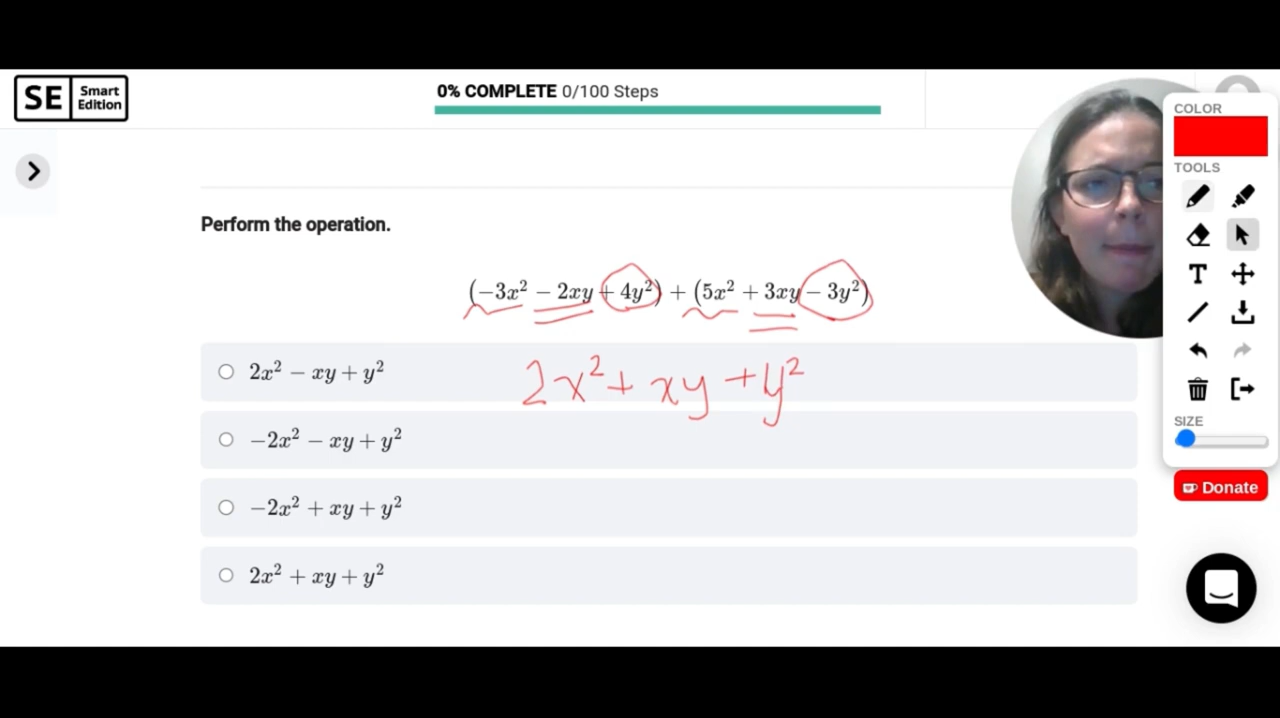 SE Smart Edition
0% COMPLETE 0/100 Steps
COLOR
TOOLS
T
SIZE
Donate
Perform the operation.
(−3x² − 2xy + 4y²) + (5x² + 3xy − 3y²)
2x² + xy + y²
2x² − xy + y²
−2x² − xy + y²
−2x² + xy + y²
2x² + xy + y²